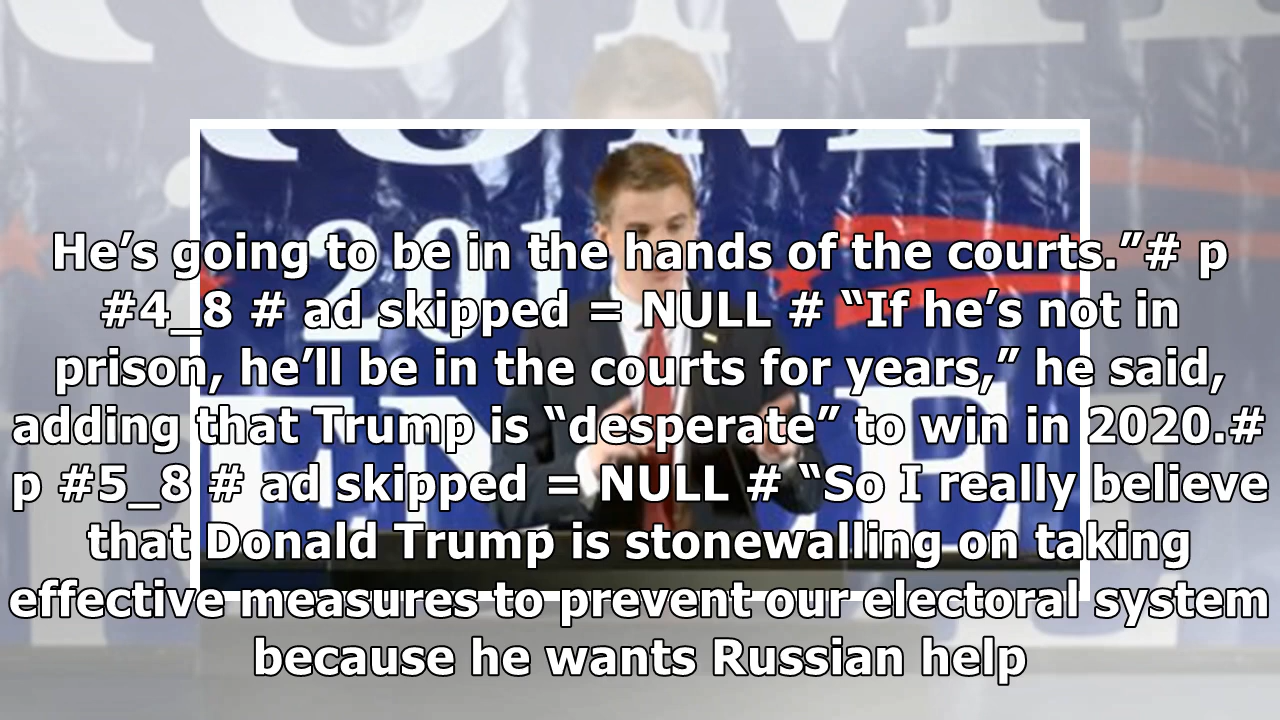 He’s going to be in the hands of the courts.”# p
#4_8 # ad skipped = NULL # “If he’s not in
prison, he’ll be in the courts for years,” he said,
adding that Trump is “desperate” to win in 2020.#
p #5_8 # ad skipped = NULL # “So I really believe
that Donald Trump is stonewalling on taking
effective measures to prevent our electoral system
because he wants Russian help